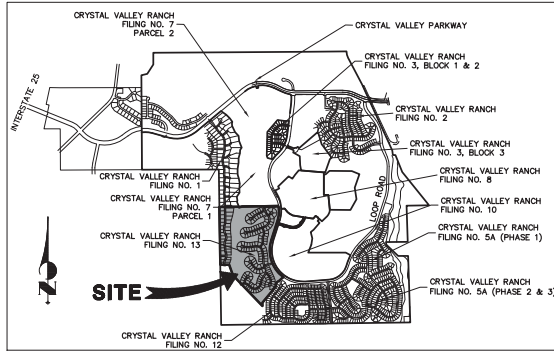 CRYSTAL VALLEY RANCH
FILING NO. 7
PARCEL 2
CRYSTAL VALLEY PARKWAY
CRYSTAL VALLEY RANCH
FILING NO. 3, BLOCK 1 & 2
INTERSTATE 25
CRYSTAL VALLEY RANCH
FILING NO. 2
CRYSTAL VALLEY RANCH
FILING NO. 3, BLOCK 3
CRYSTAL VALLEY RANCH
FILING NO. 1
CRYSTAL VALLEY RANCH
FILING NO. 8
CRYSTAL VALLEY RANCH
FILING NO. 7
PARCEL 1
LOOP ROAD
CRYSTAL VALLEY RANCH
FILING NO. 10
CRYSTAL VALLEY RANCH
FILING NO. 13
CRYSTAL VALLEY RANCH
FILING NO. 5A (PHASE 1)
N
SITE
CRYSTAL VALLEY RANCH
FILING NO. 5A (PHASE 2 & 3)
CRYSTAL VALLEY RANCH
FILING NO. 12